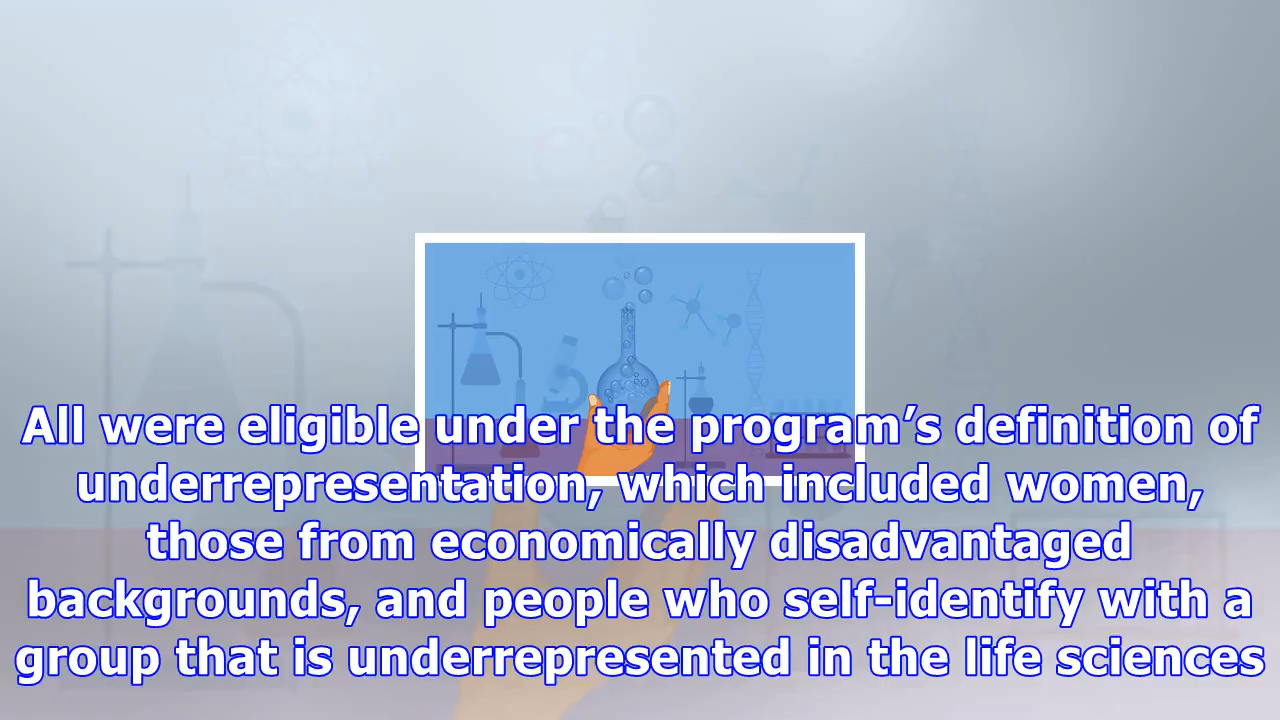 All were eligible under the program’s definition of
underrepresentation, which included women,
those from economically disadvantaged
backgrounds, and people who self-identify with a
group that is underrepresented in the life sciences